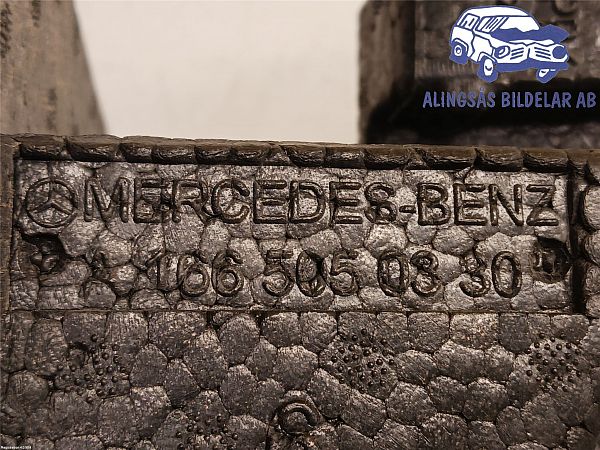 ALINGSÅS BILDELAR AB
MERCEDES-BENZ
A 166 505 03 30